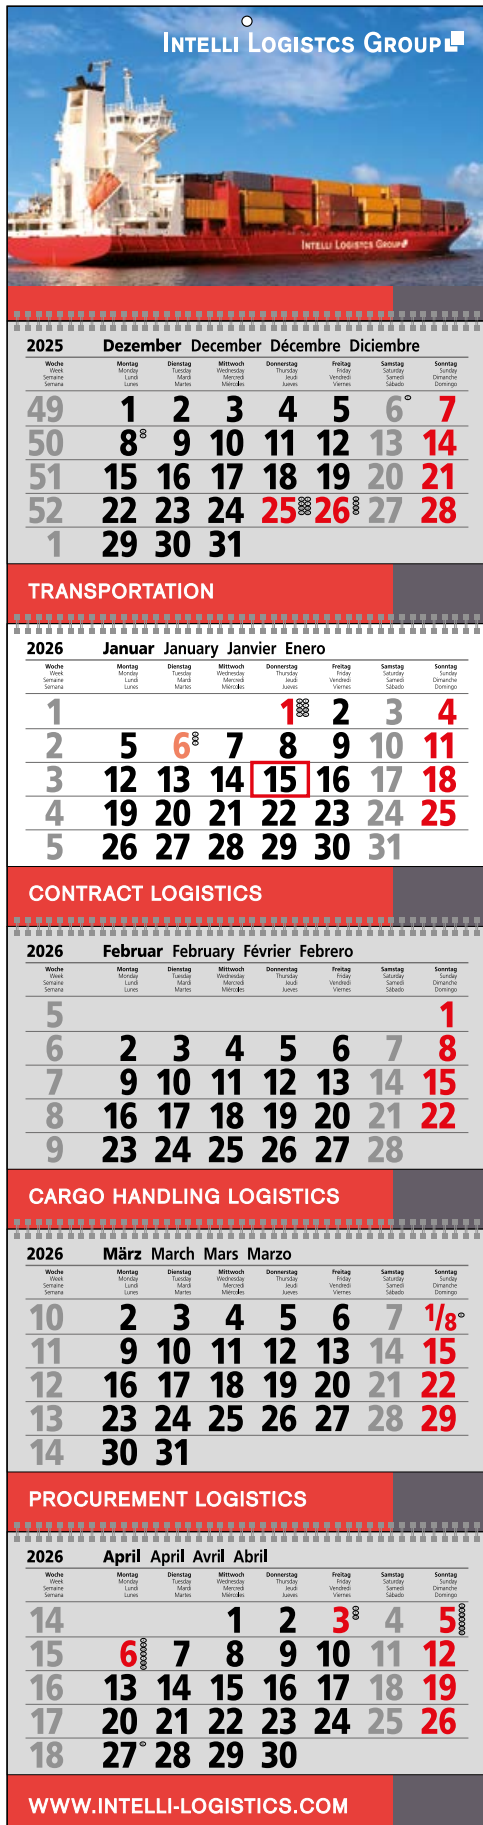 INTELLI LOGISTCS GROUP
INTELLI LOGISTCS GROUP
2025 Dezember December Décembre Diciembre
Woche Montag Dienstag Mittwoch Donnerstag Freitag Samstag Sonntag
Week Monday Tuesday Wednesday Thursday Friday Saturday Sunday
Semaine Lundi Mardi Mercredi Jeudi Vendredi Samedi Dimanche
Semana Lunes Martes Miércoles Jueves Viernes Sábado Domingo
49 1 2 3 4 5 6 7
50 8 9 10 11 12 13 14
51 15 16 17 18 19 20 21
52 22 23 24 25 26 27 28
1 29 30 31
TRANSPORTATION
2026 Januar January Janvier Enero
Woche Montag Dienstag Mittwoch Donnerstag Freitag Samstag Sonntag
Week Monday Tuesday Wednesday Thursday Friday Saturday Sunday
Semaine Lundi Mardi Mercredi Jeudi Vendredi Samedi Dimanche
Semana Lunes Martes Miércoles Jueves Viernes Sábado Domingo
1 1 2 3 4
2 5 6 7 8 9 10 11
3 12 13 14 15 16 17 18
4 19 20 21 22 23 24 25
5 26 27 28 29 30 31
CONTRACT LOGISTICS
2026 Februar February Février Febrero
Woche Montag Dienstag Mittwoch Donnerstag Freitag Samstag Sonntag
Week Monday Tuesday Wednesday Thursday Friday Saturday Sunday
Semaine Lundi Mardi Mercredi Jeudi Vendredi Samedi Dimanche
Semana Lunes Martes Miércoles Jueves Viernes Sábado Domingo
5 1
6 2 3 4 5 6 7 8
7 9 10 11 12 13 14 15
8 16 17 18 19 20 21 22
9 23 24 25 26 27 28
CARGO HANDLING LOGISTICS
2026 März March Mars Marzo
Woche Montag Dienstag Mittwoch Donnerstag Freitag Samstag Sonntag
Week Monday Tuesday Wednesday Thursday Friday Saturday Sunday
Semaine Lundi Mardi Mercredi Jeudi Vendredi Samedi Dimanche
Semana Lunes Martes Miércoles Jueves Viernes Sábado Domingo
10 2 3 4 5 6 7 1/8
11 9 10 11 12 13 14 15
12 16 17 18 19 20 21 22
13 23 24 25 26 27 28 29
14 30 31
PROCUREMENT LOGISTICS
2026 April April Avril Abril
Woche Montag Dienstag Mittwoch Donnerstag Freitag Samstag Sonntag
Week Monday Tuesday Wednesday Thursday Friday Saturday Sunday
Semaine Lundi Mardi Mercredi Jeudi Vendredi Samedi Dimanche
Semana Lunes Martes Miércoles Jueves Viernes Sábado Domingo
14 1 2 3 4 5
15 6 7 8 9 10 11 12
16 13 14 15 16 17 18 19
17 20 21 22 23 24 25 26
18 27 28 29 30
WWW.INTELLI-LOGISTICS.COM